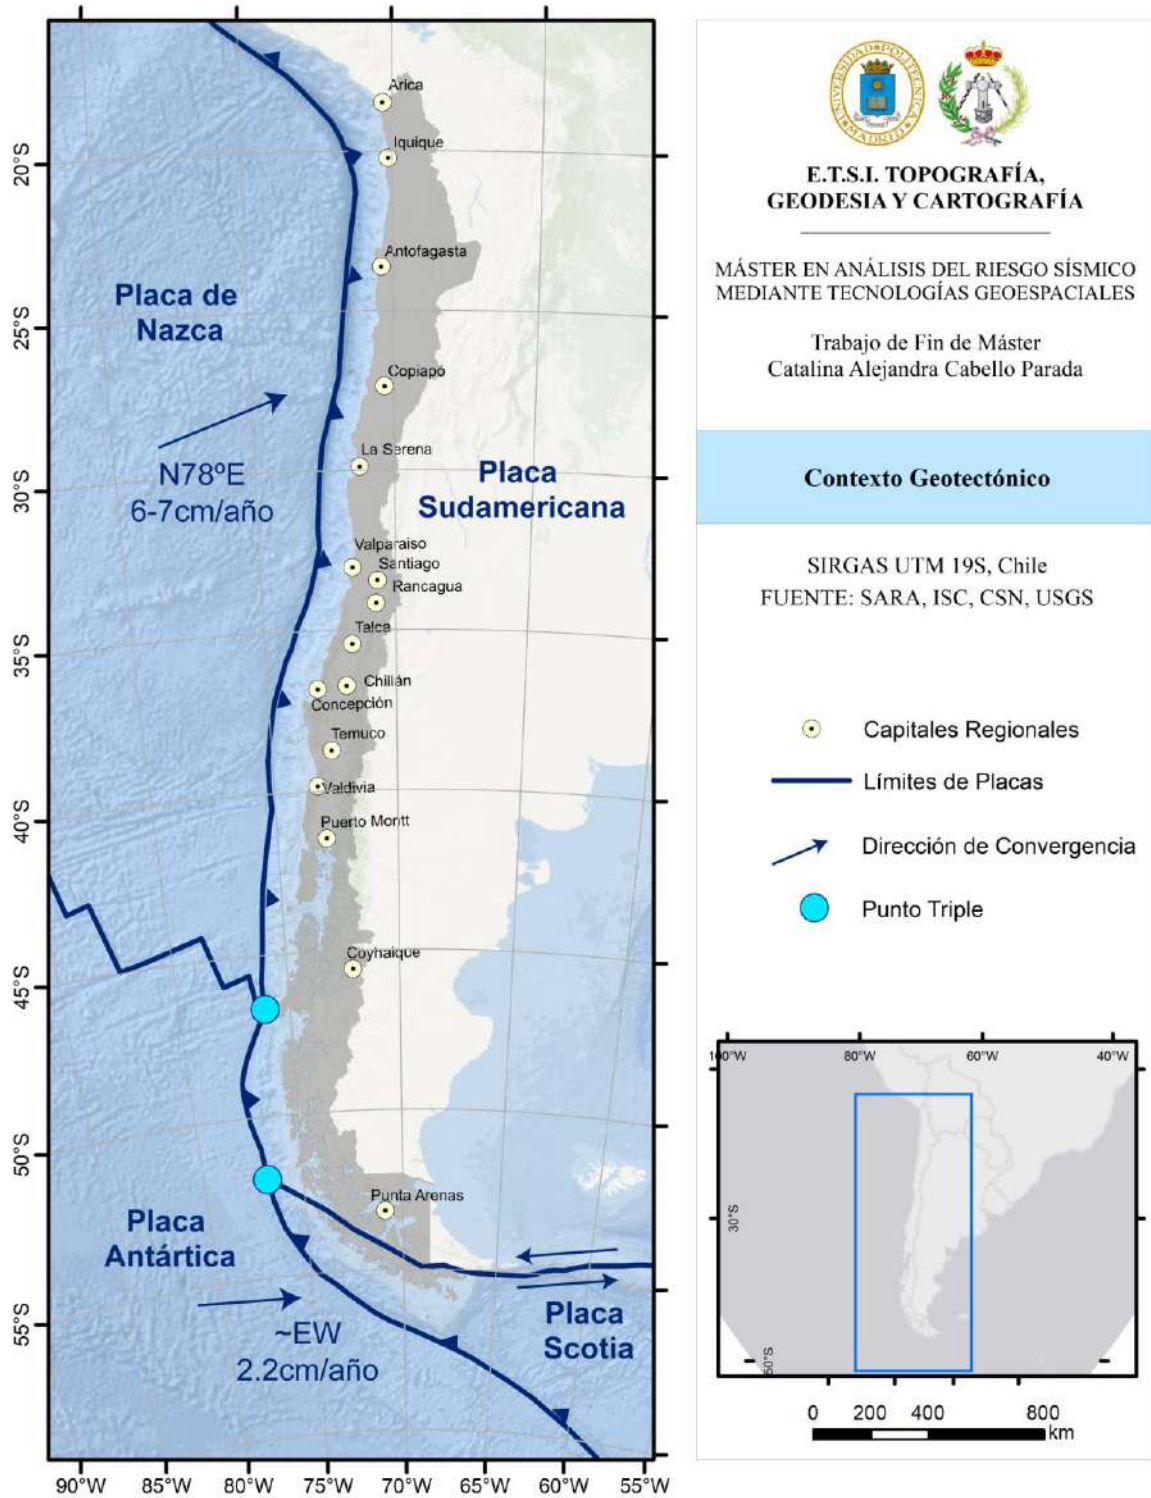 Arica
Iquique
20°S
Antofagasta
Placa de
Nazca
25°S
Copiapó
La Serena
N78ºE
6-7cm/año
Placa
Sudamericana
30°S
Valparaiso
Santiago
Rancagua
Talca
35°S
Chillán
Concepción
Temuco
Valdivia
Puerto Montt
40°S
Coyhaique
45°S
50°S
Punta Arenas
Placa
Antártica
~EW
2.2cm/año
Placa
Scotia
55°S
90°W 85°W 80°W 75°W 70°W 65°W 60°W 55°W
UNIVERSIDAD POLITECNICA MADRID
E.T.S.I. TOPOGRAFÍA,
GEODESIA Y CARTOGRAFÍA
MÁSTER EN ANÁLISIS DEL RIESGO SÍSMICO
MEDIANTE TECNOLOGÍAS GEOESPACIALES
Trabajo de Fin de Máster
Catalina Alejandra Cabello Parada
Contexto Geotectónico
SIRGAS UTM 19S, Chile
FUENTE: SARA, ISC, CSN, USGS
Capitales Regionales
Límites de Placas
Dirección de Convergencia
Punto Triple
100°W 80°W 60°W 40°W
30°S
60°S
0 200 400 800
km